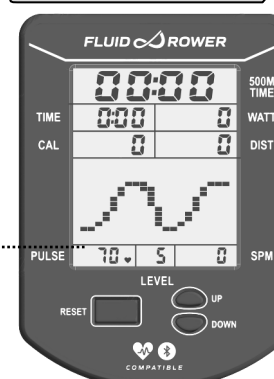 FLUID ROWER
00:00 500M TIME
TIME 0:00 0 WATT
CAL 0 0 DIST
PULSE 70 5 0 SPM
LEVEL
RESET UP
DOWN
COMPATIBLE